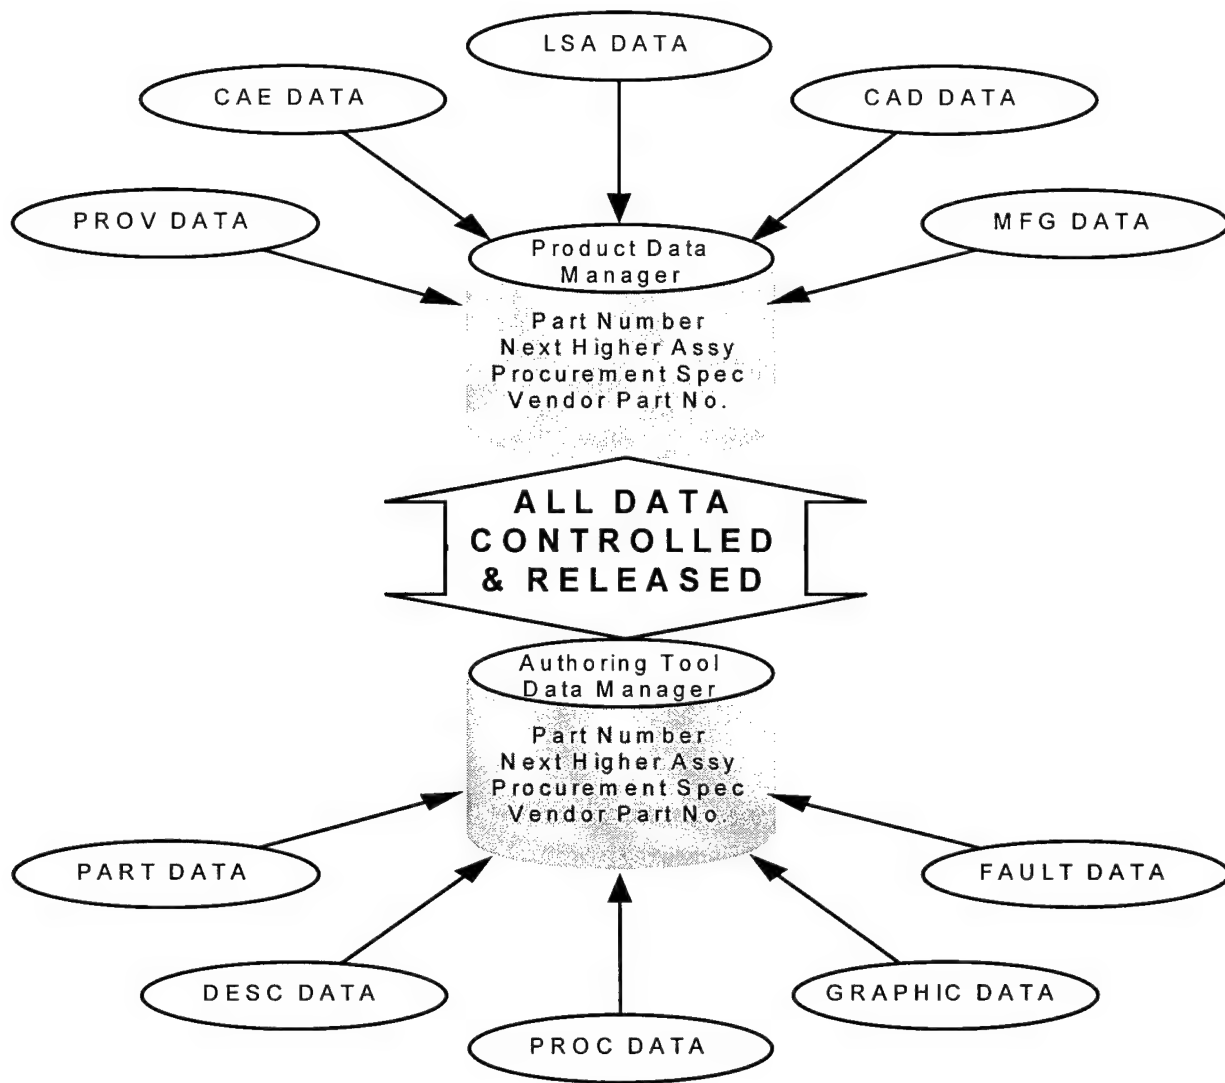 LSA DATA
CAE DATA
CAD DATA
PROV DATA
MFG DATA
Product Data
Manager
Part Number
Next Higher Assy
Procurement Spec
Vendor Part No.
ALL DATA
CONTROLLED
& RELEASED
Authoring Tool
Data Manager
Part Number
Next Higher Assy
Procurement Spec
Vendor Part No.
PART DATA
FAULT DATA
DESC DATA
GRAPHIC DATA
PROC DATA